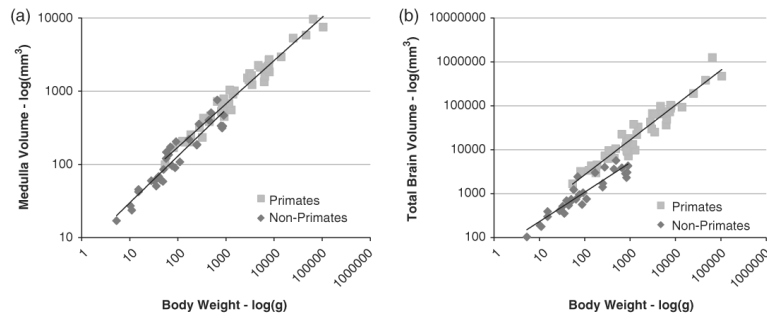 (a)
10000
1000
100
10
Medulla Volume - log(mm³)
Primates
Non-Primates
1
10
100
1000
10000
100000
1000000
Body Weight - log(g)
(b)
10000000
1000000
100000
10000
1000
100
Total Brain Volume - log(mm³)
Primates
Non-Primates
1
10
100
1000
10000
100000
1000000
Body Weight - log(g)